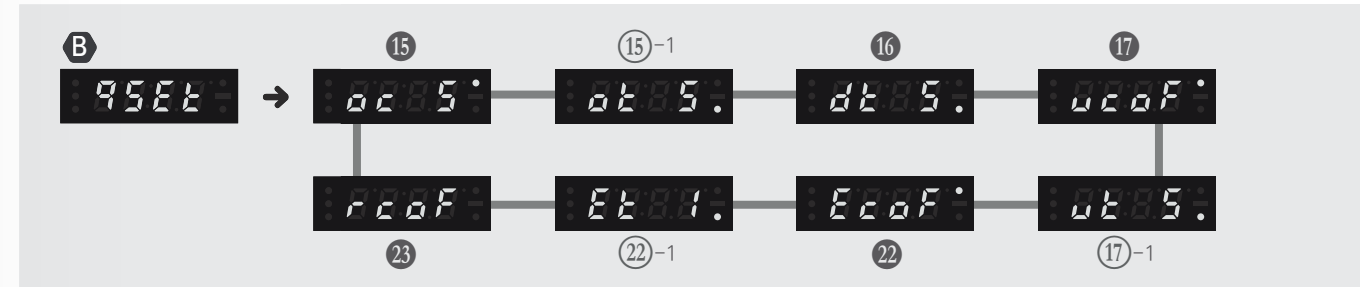 B 15 15-1 16 17
qSEt → oc 5 ot 5. dt 5. ucoF
rcoF Et 1. EcoF ut 5.
23 22-1 22 17-1